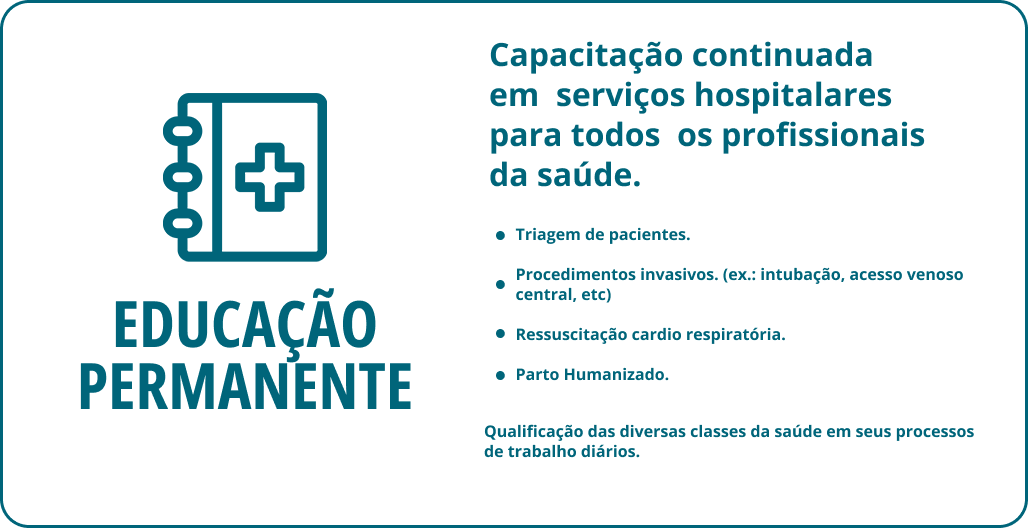 EDUCAÇÃO
PERMANENTE
Capacitação continuada
em serviços hospitalares
para todos os profissionais
da saúde.
Triagem de pacientes.
Procedimentos invasivos. (ex.: intubação, acesso venoso
central, etc)
Ressuscitação cardio respiratória.
Parto Humanizado.
Qualificação das diversas classes da saúde em seus processos
de trabalho diários.